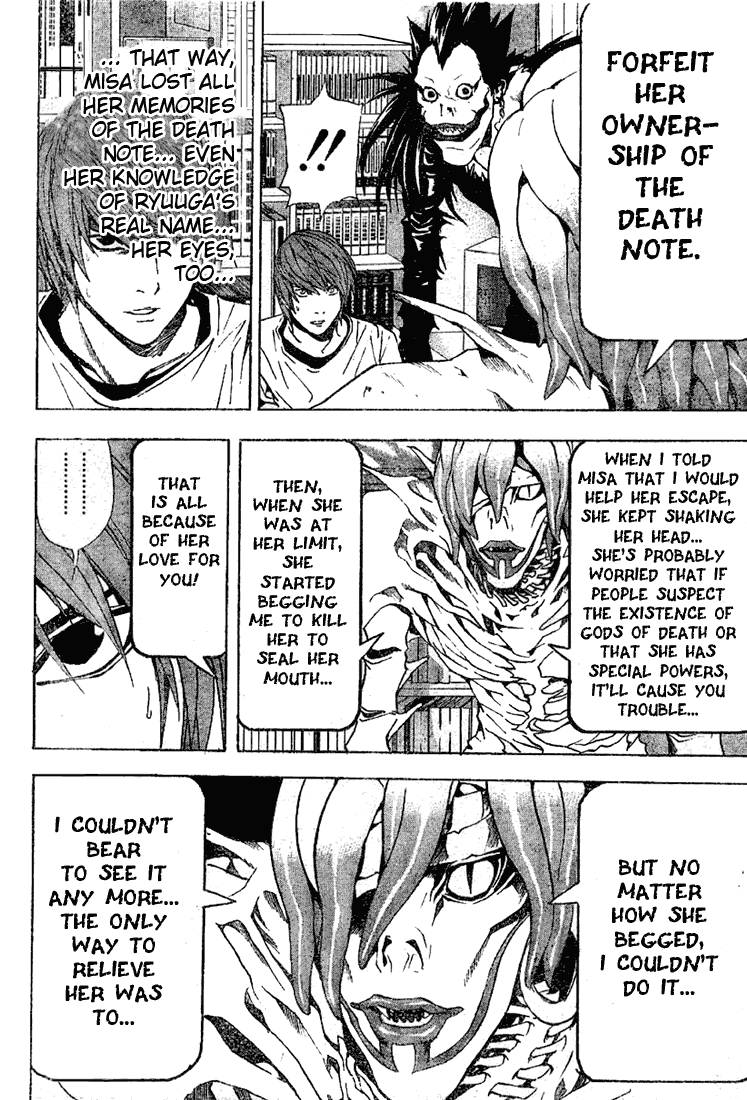 FORFEIT
HER
OWNER-
SHIP OF
THE
DEATH
NOTE.
!!
... THAT WAY,
MISA LOST ALL
HER MEMORIES
OF THE DEATH
NOTE... EVEN
HER KNOWLEDGE
OF RYUUGA'S
REAL NAME...
HER EYES,
TOO...
WHEN I TOLD
MISA THAT I WOULD
HELP HER ESCAPE,
SHE KEPT SHAKING
HER HEAD...
SHE'S PROBABLY
WORRIED THAT IF
PEOPLE SUSPECT
THE EXISTENCE OF
GODS OF DEATH OR
THAT SHE HAS
SPECIAL POWERS,
IT'LL CAUSE YOU
TROUBLE...
THEN,
WHEN SHE
WAS AT
HER LIMIT,
SHE
STARTED
BEGGING
ME TO KILL
HER TO
SEAL HER
MOUTH...
THAT
IS ALL
BECAUSE
OF HER
LOVE FOR
YOU!
.........
BUT NO
MATTER
HOW SHE
BEGGED,
I COULDN'T
DO IT...
I COULDN'T
BEAR
TO SEE IT
ANY MORE...
THE ONLY
WAY TO
RELIEVE
HER WAS
TO...